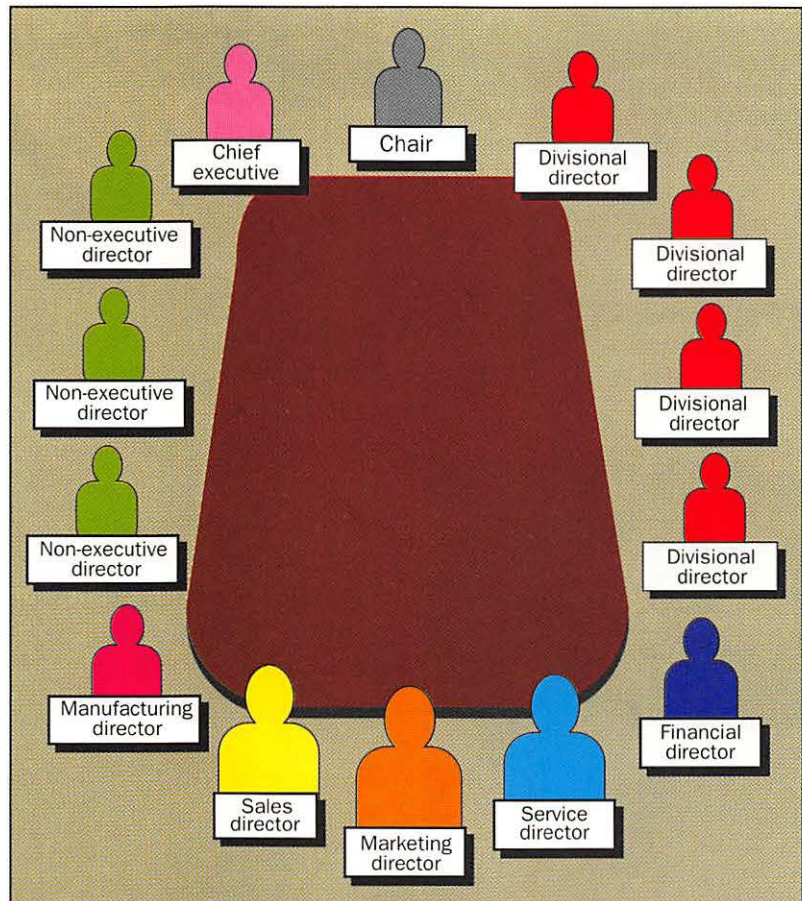 Chief
executive
Chair
Divisional
director
Non-executive
director
Divisional
director
Non-executive
director
Divisional
director
Non-executive
director
Divisional
director
Manufacturing
director
Sales
director
Marketing
director
Service
director
Financial
director